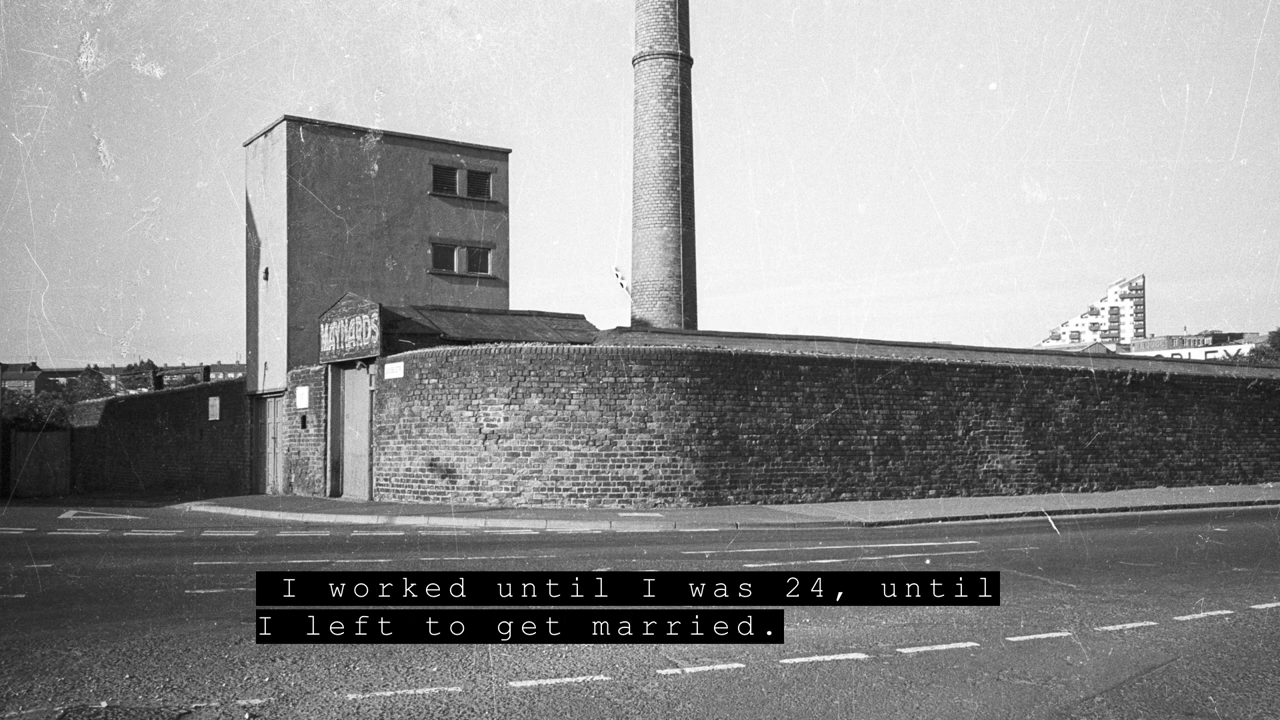 MAYNARDS
I worked until I was 24, until
I left to get married.